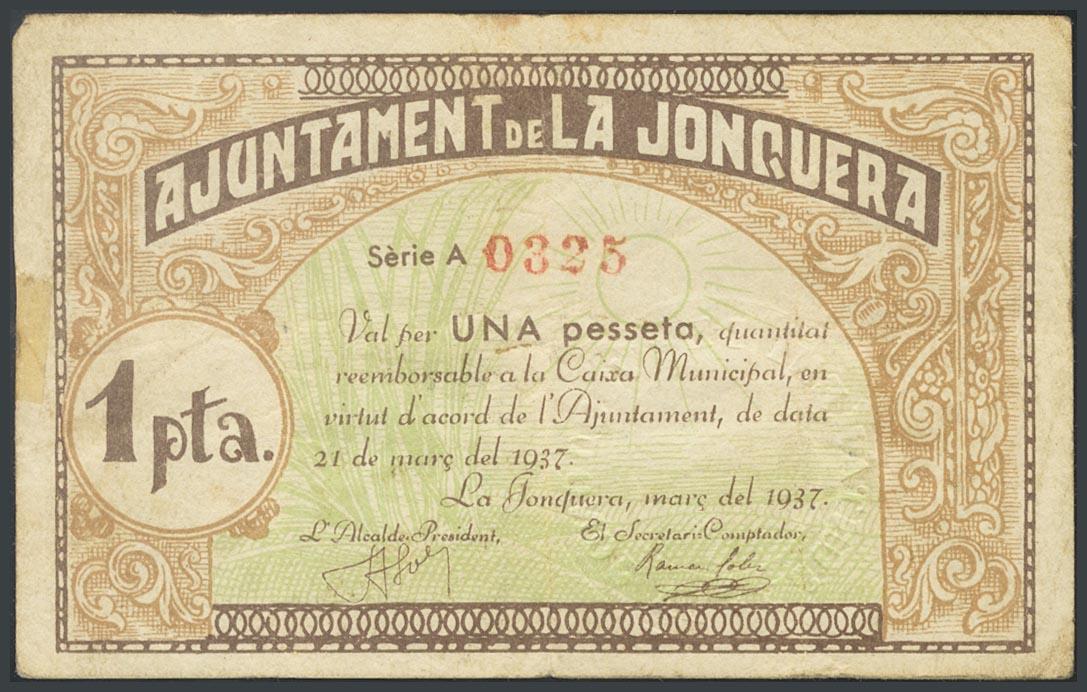 AJUNTAMENT DE LA JONQUERA
Sèrie A 0325
Val per UNA pesseta, quantitat
reemborsable a la Caixa Municipal, en
virtut d'acord de l'Ajuntament, de data
21 de març del 1937.
La Jonquera, març del 1937.
1 pta.
L'Alcalde-President,
El Secretari-Comptador,